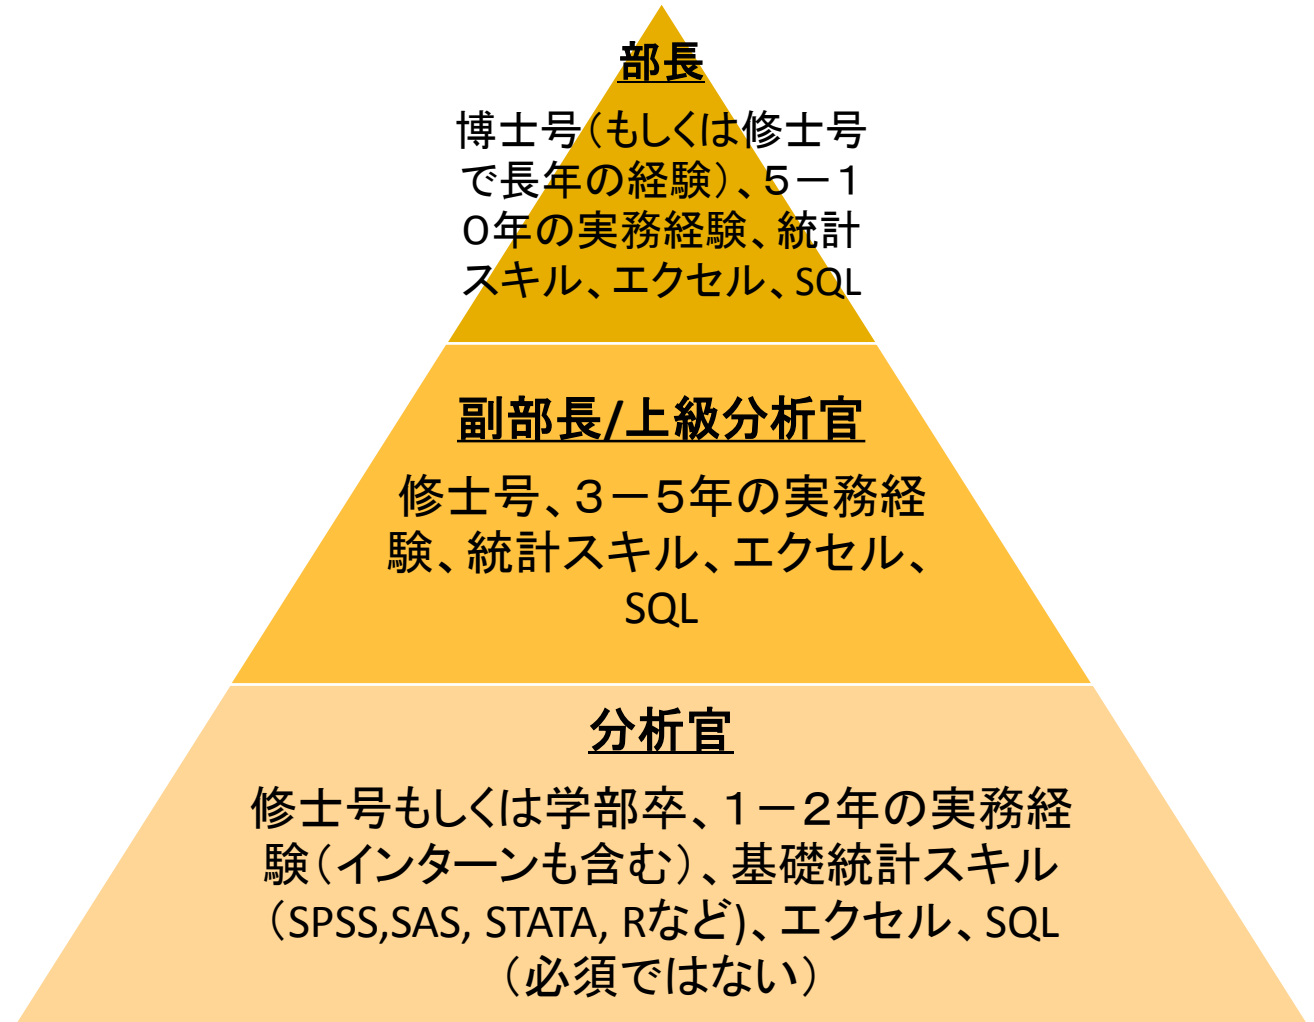 部長
博士号（もしくは修士号
で長年の経験）、５－１
０年の実務経験、統計
スキル、エクセル、SQL
副部長/上級分析官
修士号、３－５年の実務経
験、統計スキル、エクセル、
SQL
分析官
修士号もしくは学部卒、１－２年の実務経
験（インターンも含む）、基礎統計スキル
（SPSS,SAS, STATA, Rなど)、エクセル、SQL
（必須ではない）